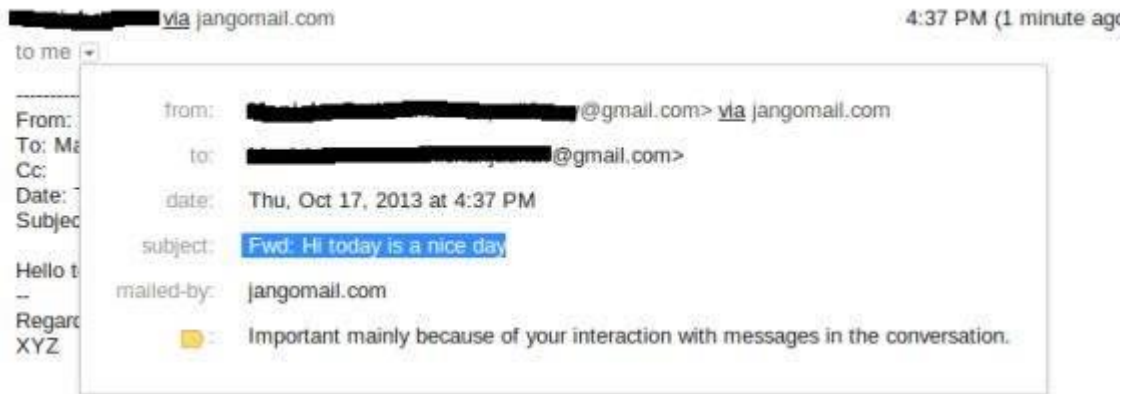 via jangomail.com 4:37 PM (1 minute ago
to me
from: @gmail.com> via jangomail.com
From:
To: Ma
to: @gmail.com>
Cc:
Date: T
date: Thu, Oct 17, 2013 at 4:37 PM
Subjec
subject: Fwd: Hi today is a nice day
Hello t
mailed-by: jangomail.com
--
Regard
XYZ
: Important mainly because of your interaction with messages in the conversation.